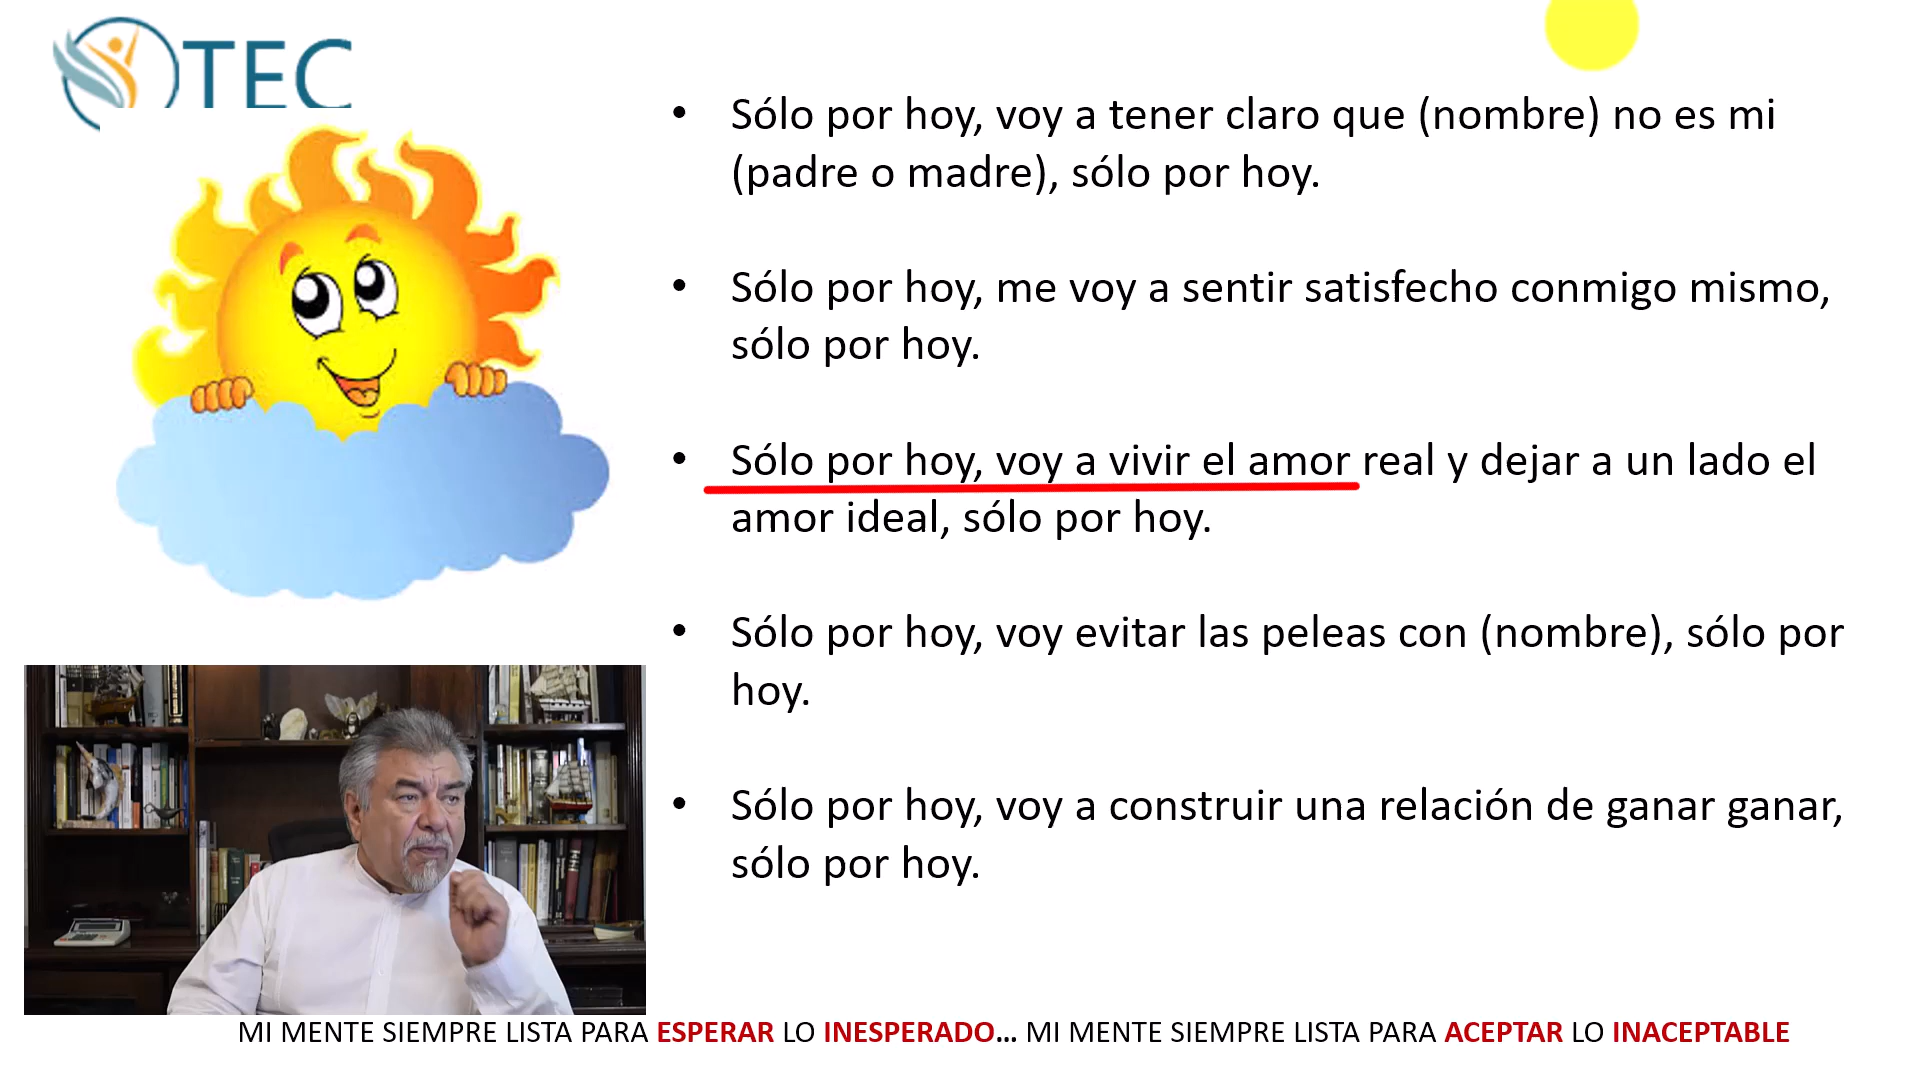 TEC
• Sólo por hoy, voy a tener claro que (nombre) no es mi
(padre o madre), sólo por hoy.
• Sólo por hoy, me voy a sentir satisfecho conmigo mismo,
sólo por hoy.
• Sólo por hoy, voy a vivir el amor real y dejar a un lado el
amor ideal, sólo por hoy.
• Sólo por hoy, voy evitar las peleas con (nombre), sólo por
hoy.
• Sólo por hoy, voy a construir una relación de ganar ganar,
sólo por hoy.
MI MENTE SIEMPRE LISTA PARA ESPERAR LO INESPERADO... MI MENTE SIEMPRE LISTA PARA ACEPTAR LO INACEPTABLE